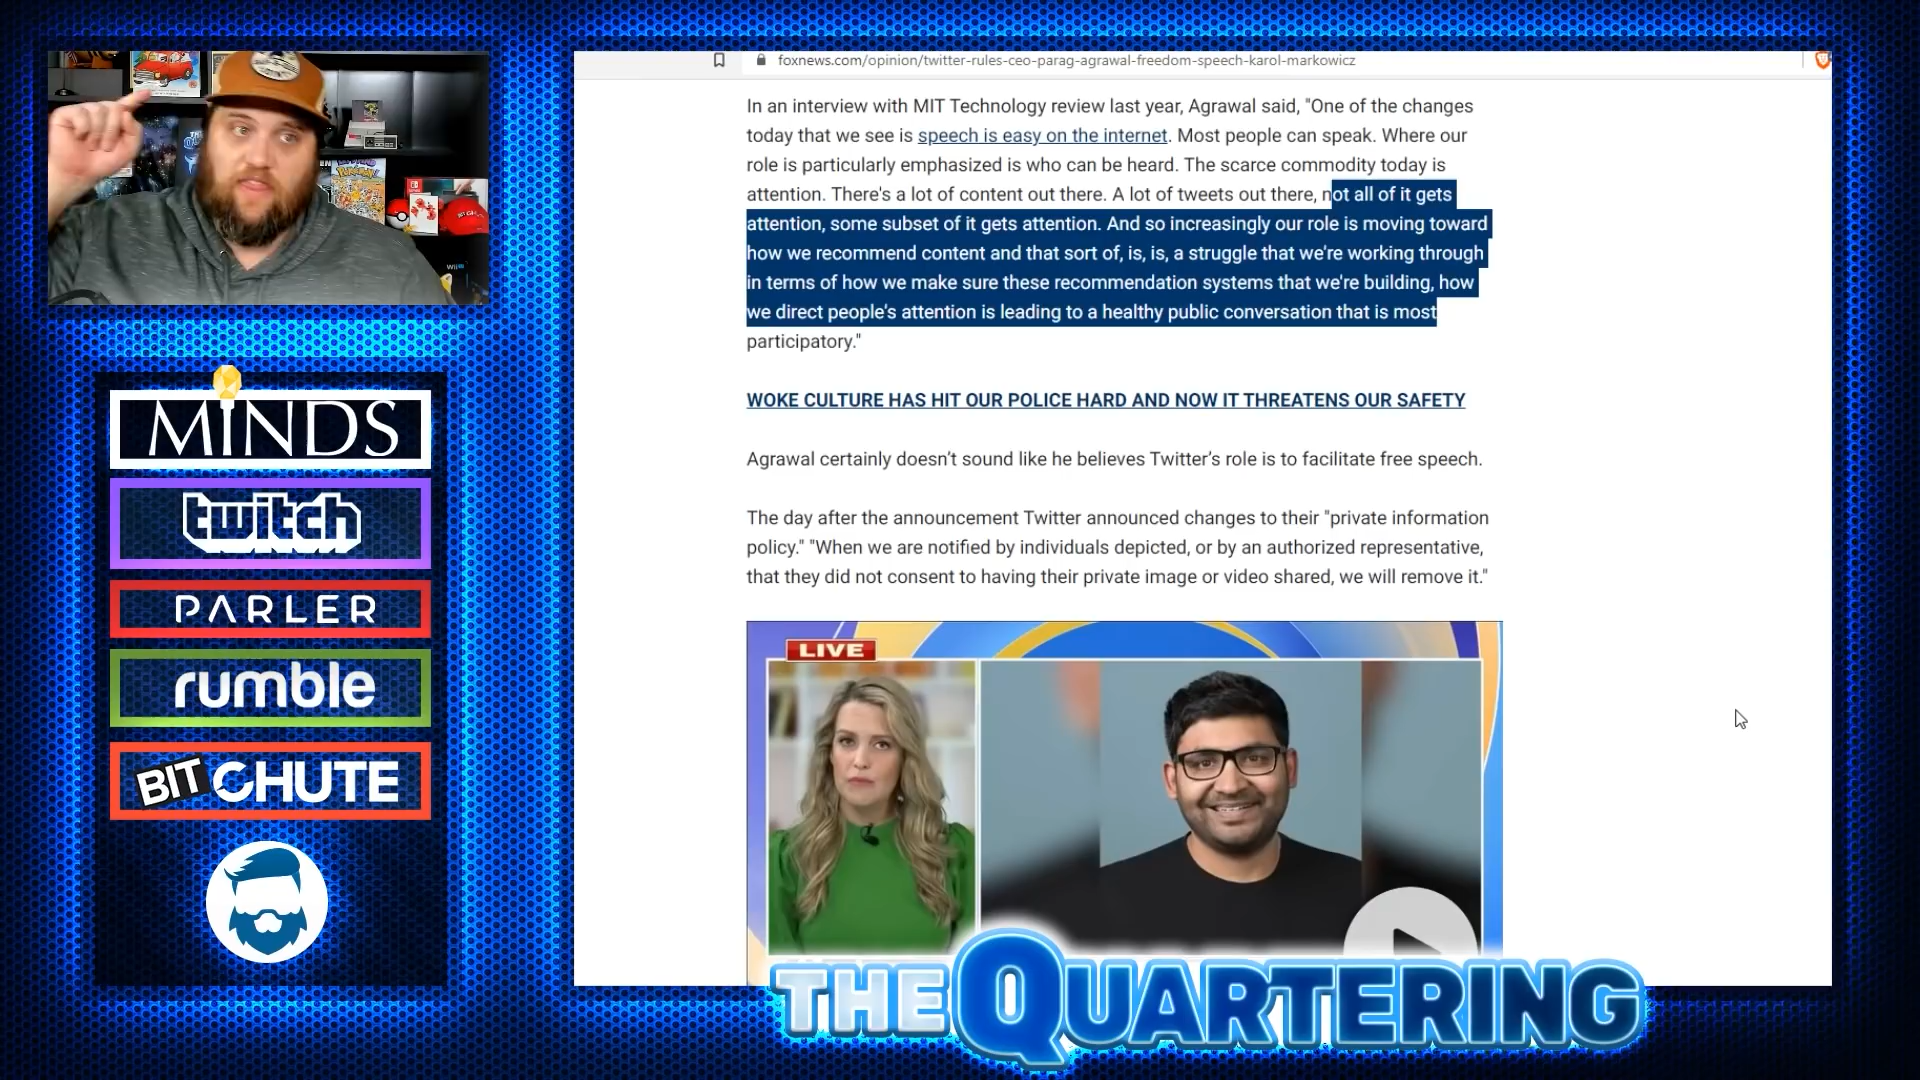 foxnews.com/opinion/twitter-rules-ceo-parag-agrawal-freedom-speech-karol-markowicz
In an interview with MIT Technology review last year, Agrawal said, "One of the changes
today that we see is speech is easy on the internet. Most people can speak. Where our
role is particularly emphasized is who can be heard. The scarce commodity today is
attention. There's a lot of content out there. A lot of tweets out there, not all of it gets
attention, some subset of it gets attention. And so increasingly our role is moving toward
how we recommend content and that sort of, is, is, a struggle that we're working through
in terms of how we make sure these recommendation systems that we're building, how
we direct people's attention is leading to a healthy public conversation that is most
participatory."
WOKE CULTURE HAS HIT OUR POLICE HARD AND NOW IT THREATENS OUR SAFETY
Agrawal certainly doesn't sound like he believes Twitter's role is to facilitate free speech.
The day after the announcement Twitter announced changes to their "private information
policy." "When we are notified by individuals depicted, or by an authorized representative,
that they did not consent to having their private image or video shared, we will remove it."
LIVE
MINDS
twitch
PARLER
rumble
BIT CHUTE
THE QUARTERING